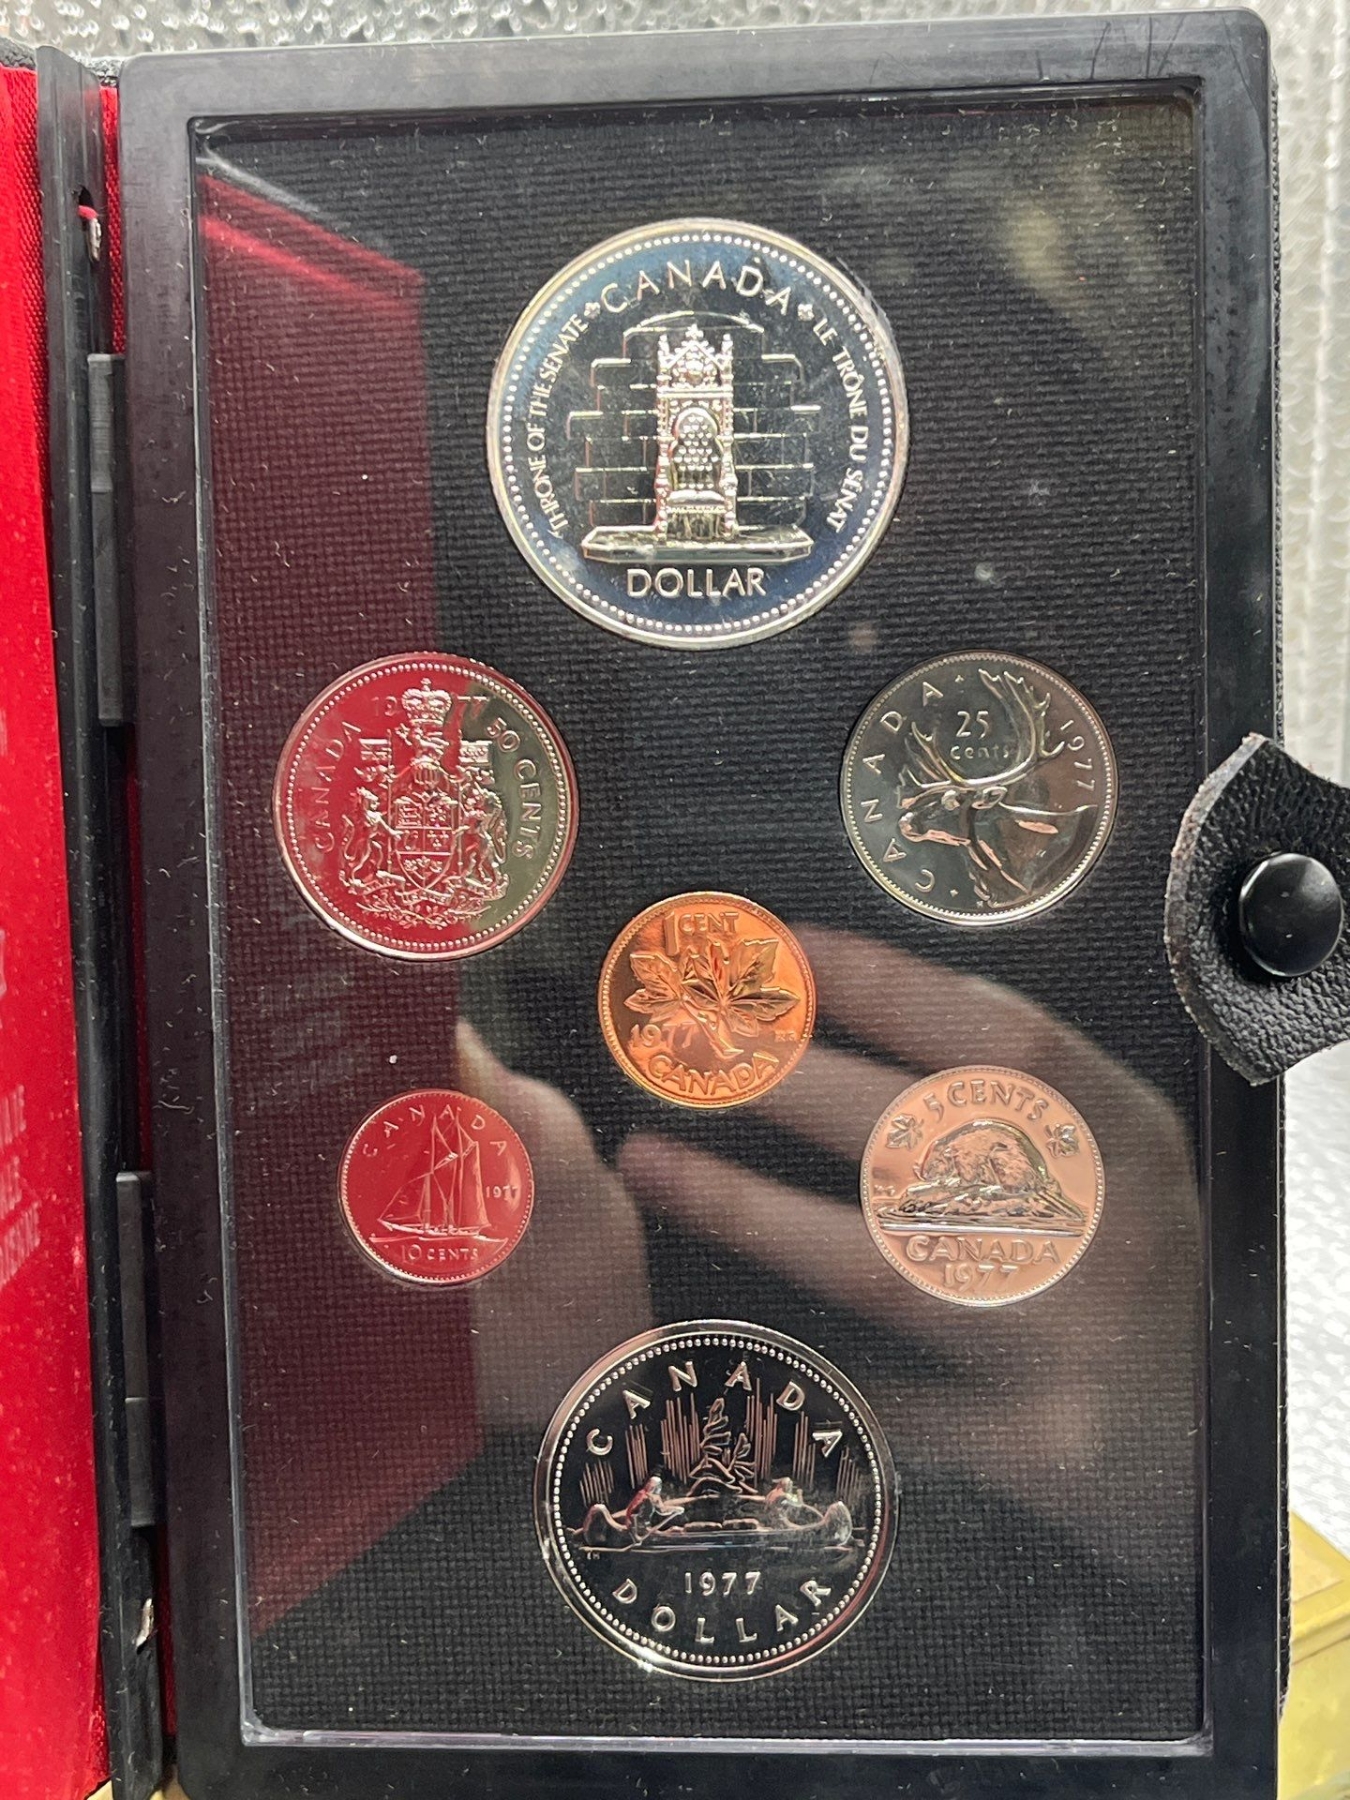 CANADA
THRONE OF THE SENATE
LE TRÔNE DU SÉNAT
DOLLAR
CANADA 1977 50 CENTS
CANADA 1977
25
cents
1 CENT
1977
CANADA
CANADA
1977
10 CENTS
5 CENTS
CANADA
1977
CANADA
1977
DOLLAR